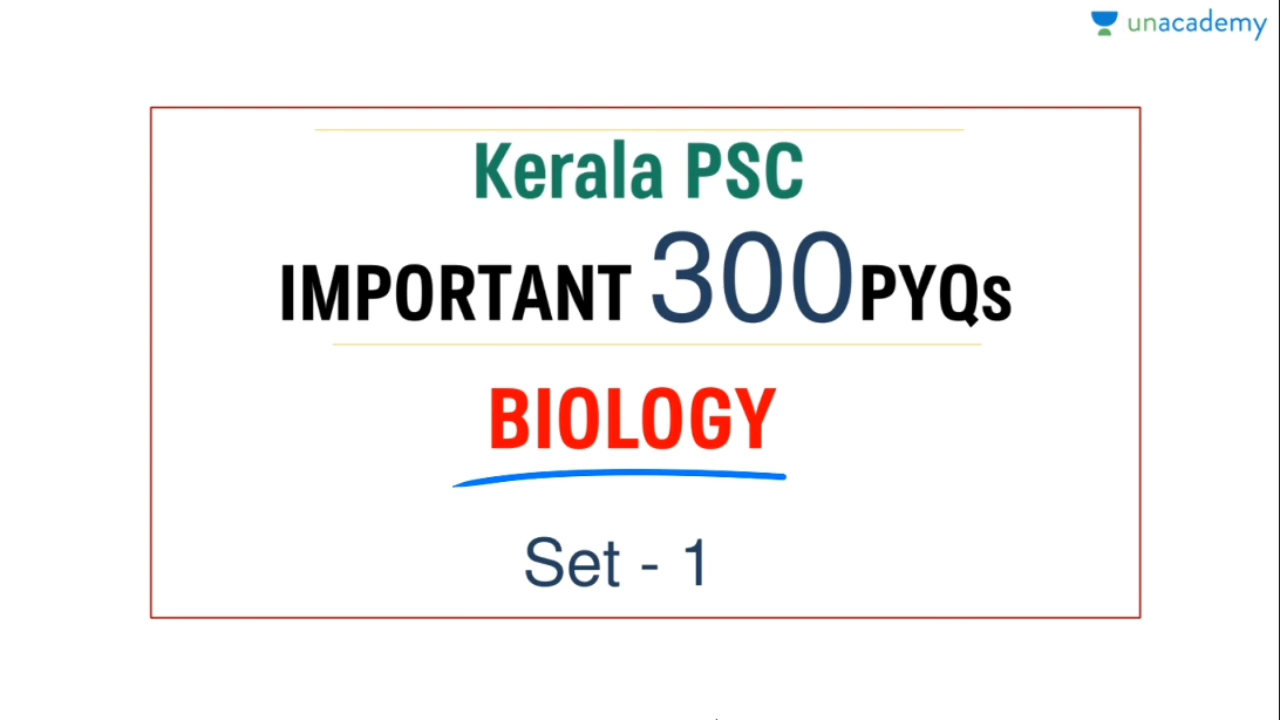 unacademy
Kerala PSC
IMPORTANT 300 PYQs
BIOLOGY
Set - 1